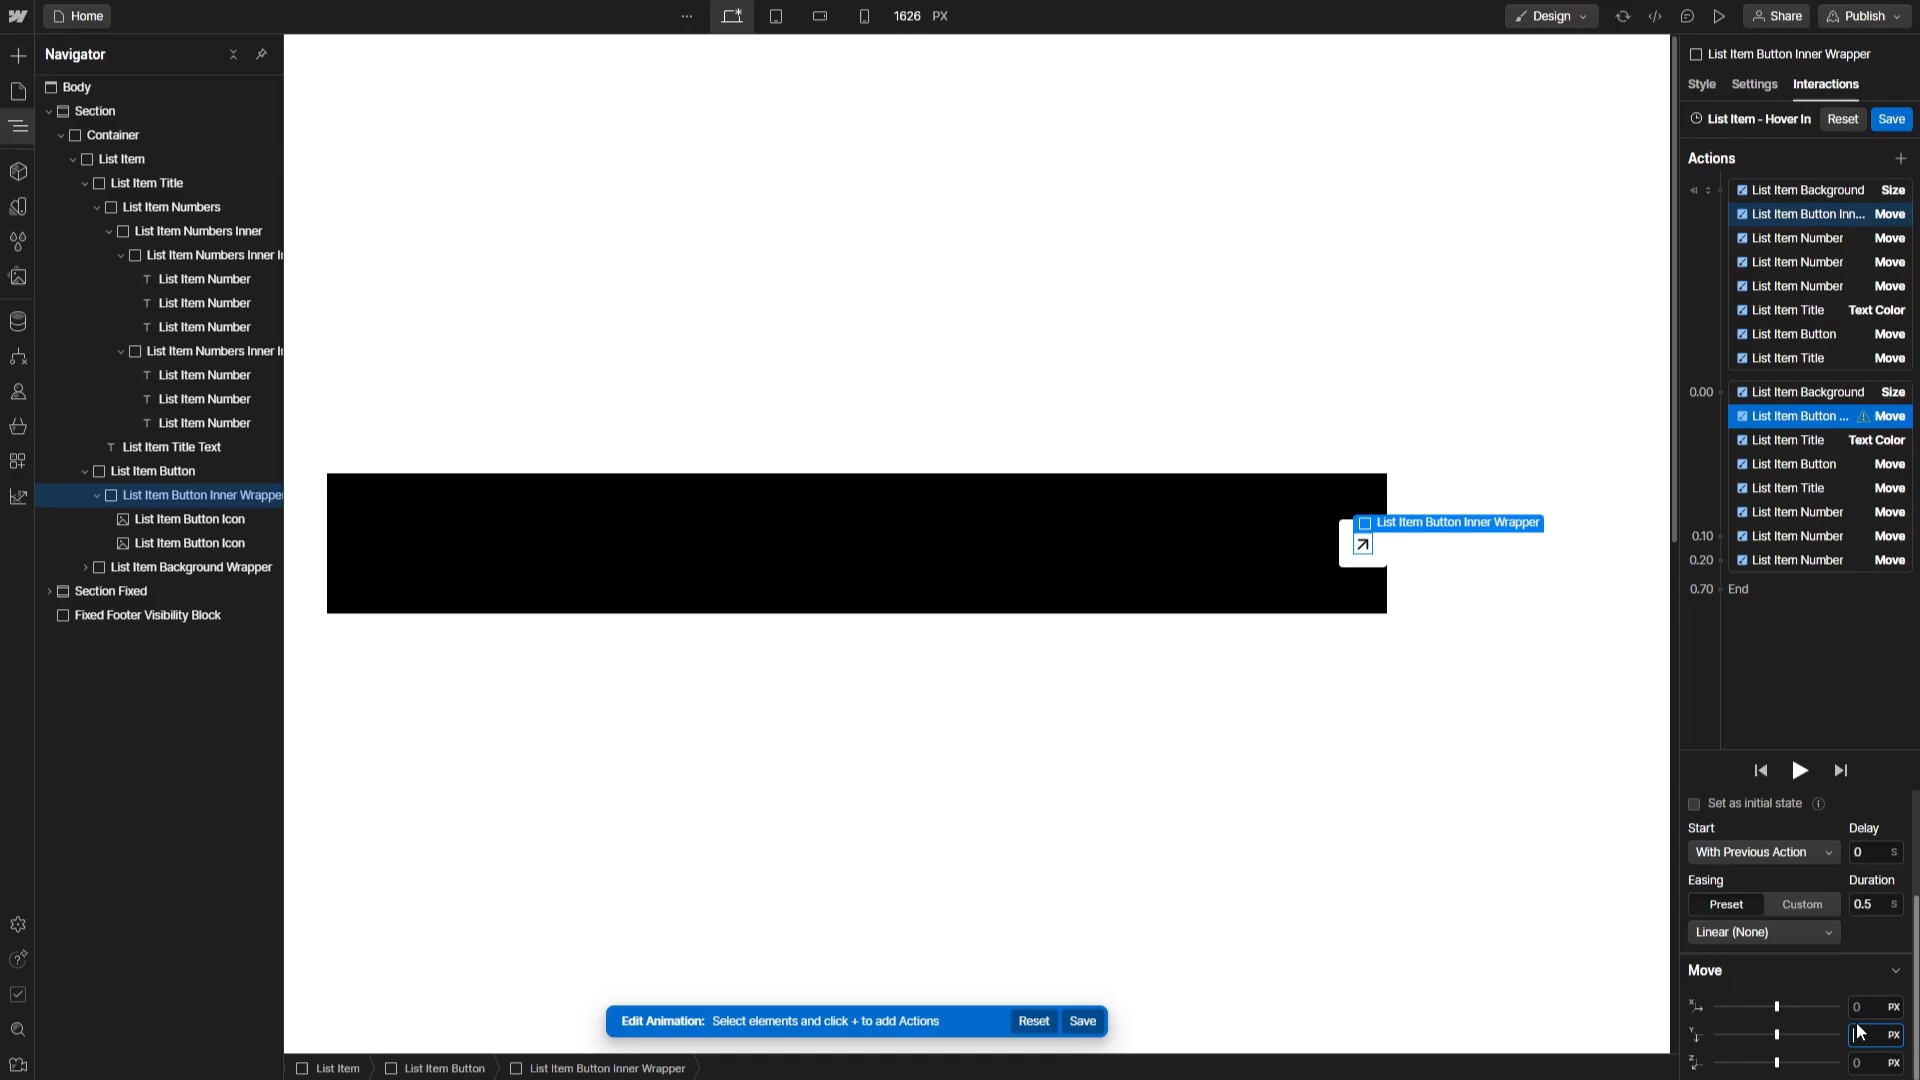 Home
1626 PX
Design
Share
Publish
Navigator
Body
Section
Container
List Item
List Item Title
List Item Numbers
List Item Numbers Inner
List Item Numbers Inner I
List Item Number
List Item Number
List Item Number
List Item Numbers Inner I
List Item Number
List Item Number
List Item Number
List Item Title Text
List Item Button
List Item Button Inner Wrappe
List Item Button Icon
List Item Button Icon
List Item Background Wrapper
Section Fixed
Fixed Footer Visibility Block
List Item Button Inner Wrapper
Edit Animation: Select elements and click + to add Actions Reset Save
List Item List Item Button List Item Button Inner Wrapper
List Item Button Inner Wrapper
Style Settings Interactions
List Item - Hover In Reset Save
Actions
List Item Background Size
List Item Button Inn... Move
List Item Number Move
List Item Number Move
List Item Number Move
List Item Title Text Color
List Item Button Move
List Item Title Move
0.00 List Item Background Size
List Item Button ... Move
List Item Title Text Color
List Item Button Move
List Item Title Move
List Item Number Move
0.10 List Item Number Move
0.20 List Item Number Move
0.70 End
Set as initial state
Start Delay
With Previous Action 0 S
Easing Duration
Preset Custom 0.5 S
Linear (None)
Move
X 0 PX
Y PX
Z 0 PX